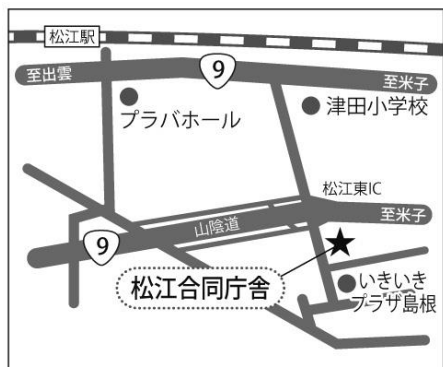 松江駅
至出雲
9
至米子
プラバホール
津田小学校
松江東IC
山陰道
至米子
9
松江合同庁舎
いきいき
プラザ島根